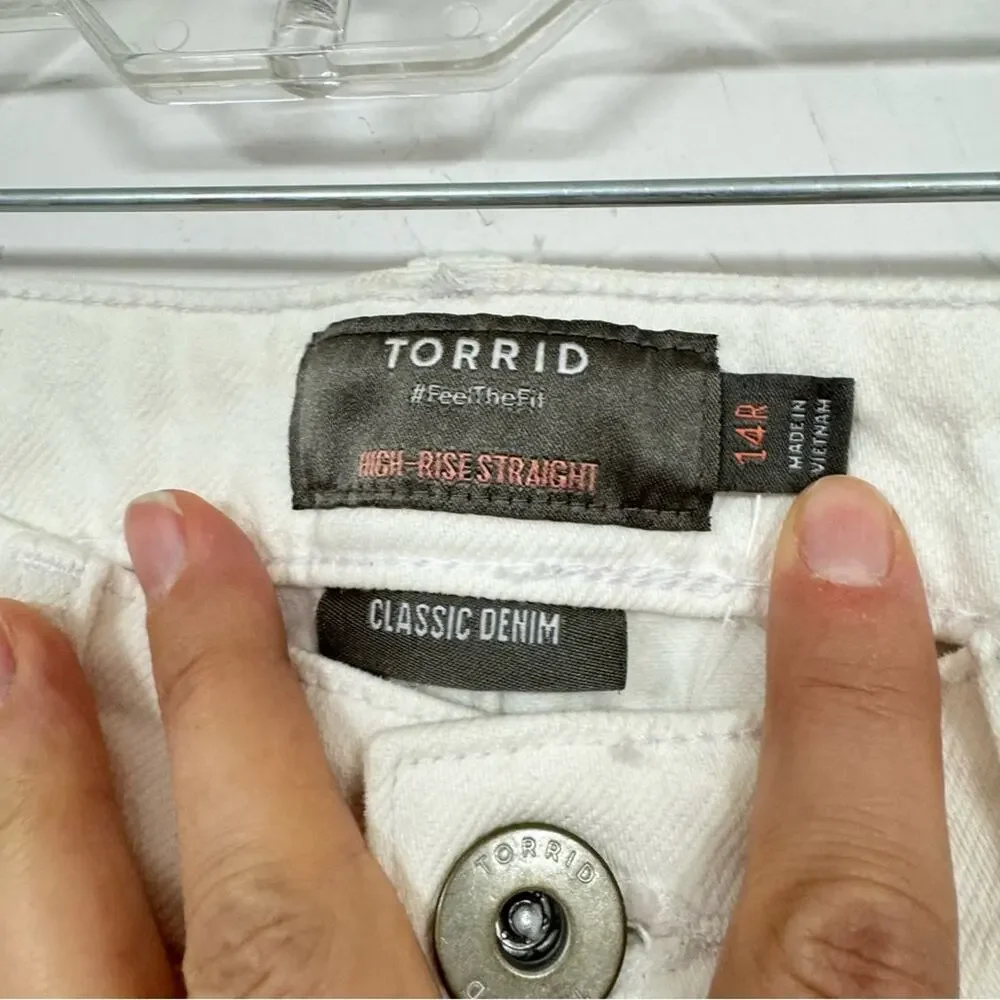 TORRID
#FeelTheFit
HIGH-RISE STRAIGHT
14R
MADE IN
VIETNAM
CLASSIC DENIM
TORRID